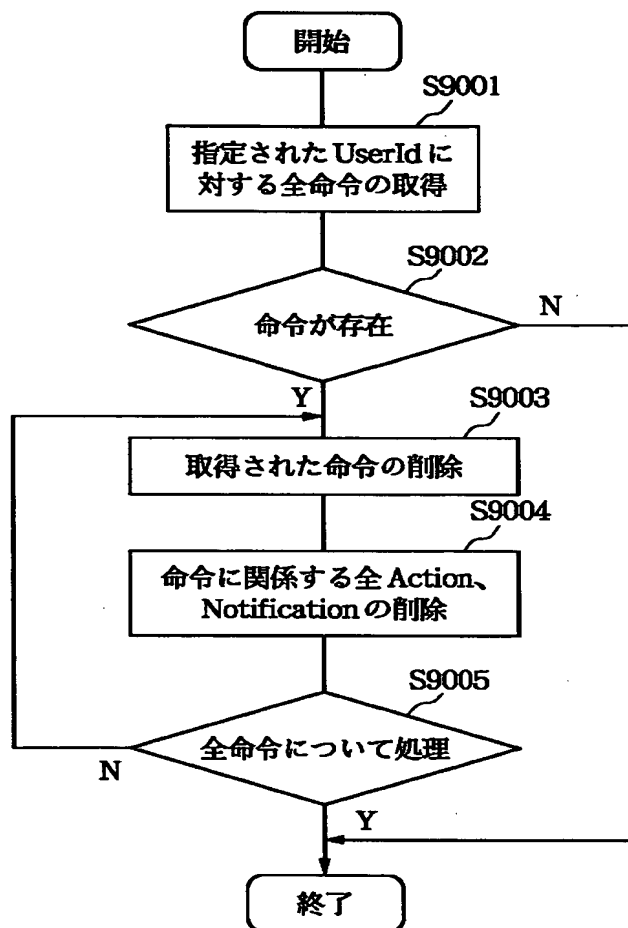 開始
S9001
指定されたUserIdに
対する全命令の取得
S9002
命令が存在
N
Y
S9003
取得された命令の削除
S9004
命令に関係する全Action、
Notificationの削除
S9005
全命令について処理
N
Y
終了